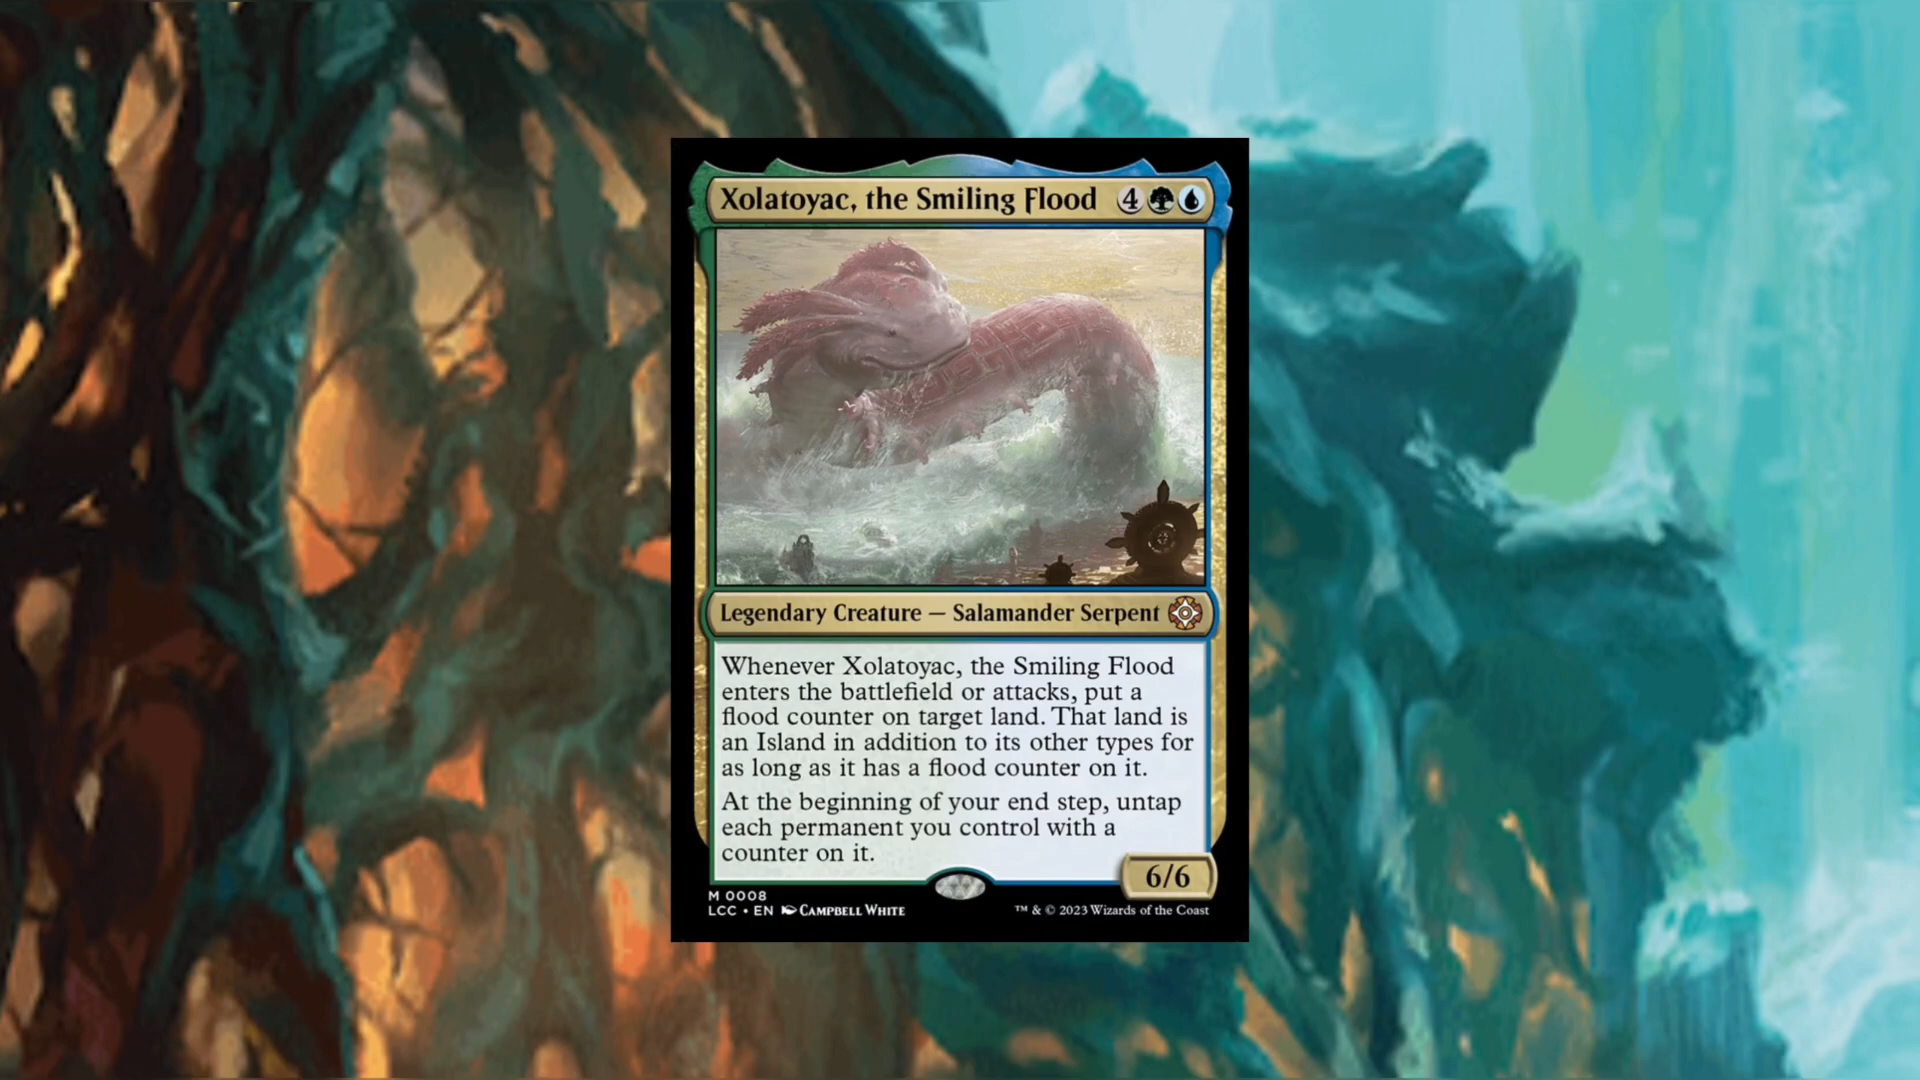 Xolatoyac, the Smiling Flood 4
Legendary Creature — Salamander Serpent
Whenever Xolatoyac, the Smiling Flood
enters the battlefield or attacks, put a
flood counter on target land. That land is
an Island in addition to its other types for
as long as it has a flood counter on it.
At the beginning of your end step, untap
each permanent you control with a
counter on it.
6/6
M 0008
LCC • EN Campbell White
™ & © 2023 Wizards of the Coast